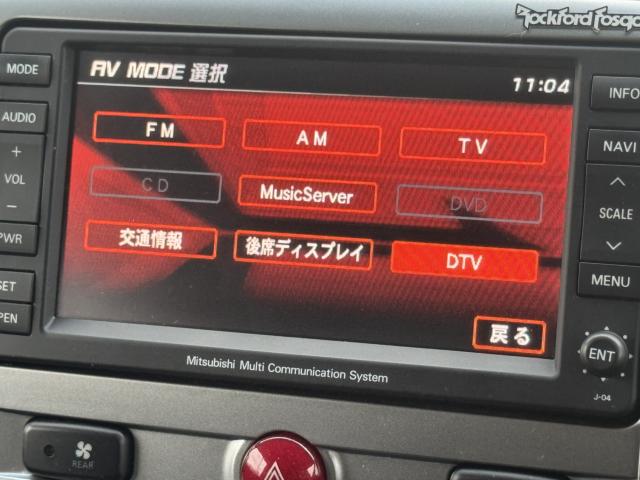 Rockford Fosg
MODE
AV MODE 選択
11:04
INFO
AUDIO
FM
AM
TV
NAVI
+
VOL
−
CD
MusicServer
DVD
SCALE
PWR
交通情報
後席ディスプレイ
DTV
MENU
SET
PEN
戻る
ENT
Mitsubishi Multi Communication System
J-04
REAR